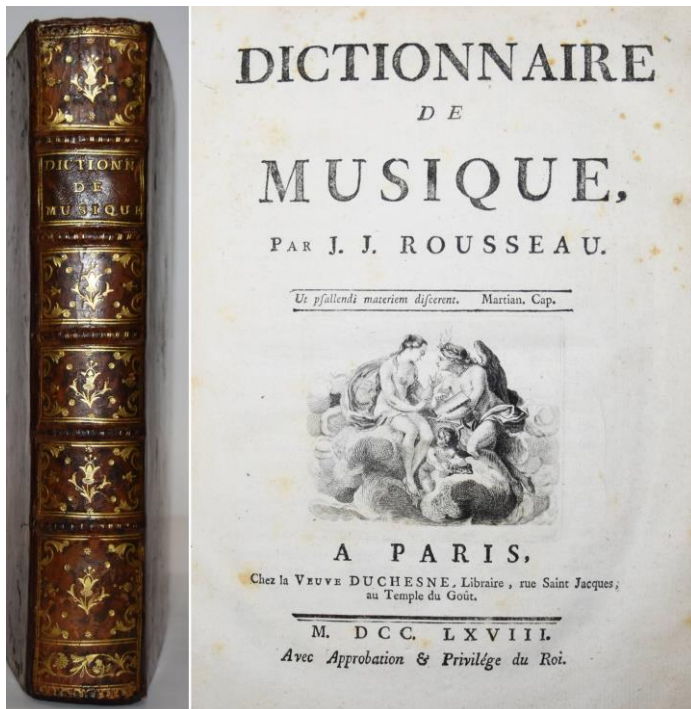 DICTIONN
DE
MUSIQUE
DICTIONNAIRE
DE
MUSIQUE,
PAR J. J. ROUSSEAU.
Ut pſallendi materiem diſcerent. Martian. Cap.
A PARIS,
Chez la VEUVE DUCHESNE, Libraire, rue Saint Jacques,
au Temple du Goût.
M. DCC. LXVIII.
Avec Approbation & Privilége du Roi.